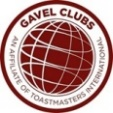 GAVEL CLUBS
AN AFFILIATE OF TOASTMASTERS INTERNATIONAL